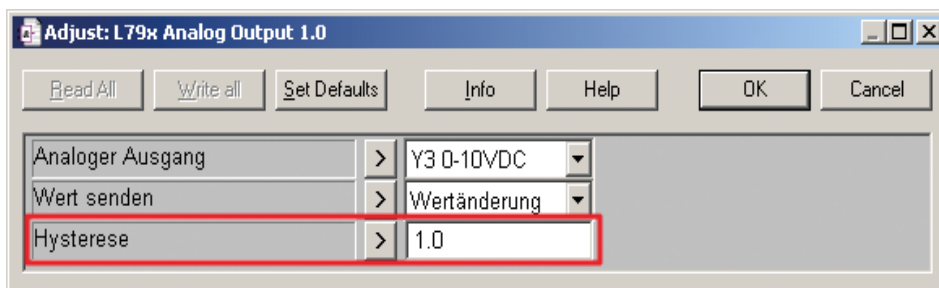 Adjust: L79x Analog Output 1.0
Read All Write all Set Defaults Info Help OK Cancel
Analoger Ausgang > Y3 0-10VDC
Wert senden > Wertänderung
Hysterese > 1.0